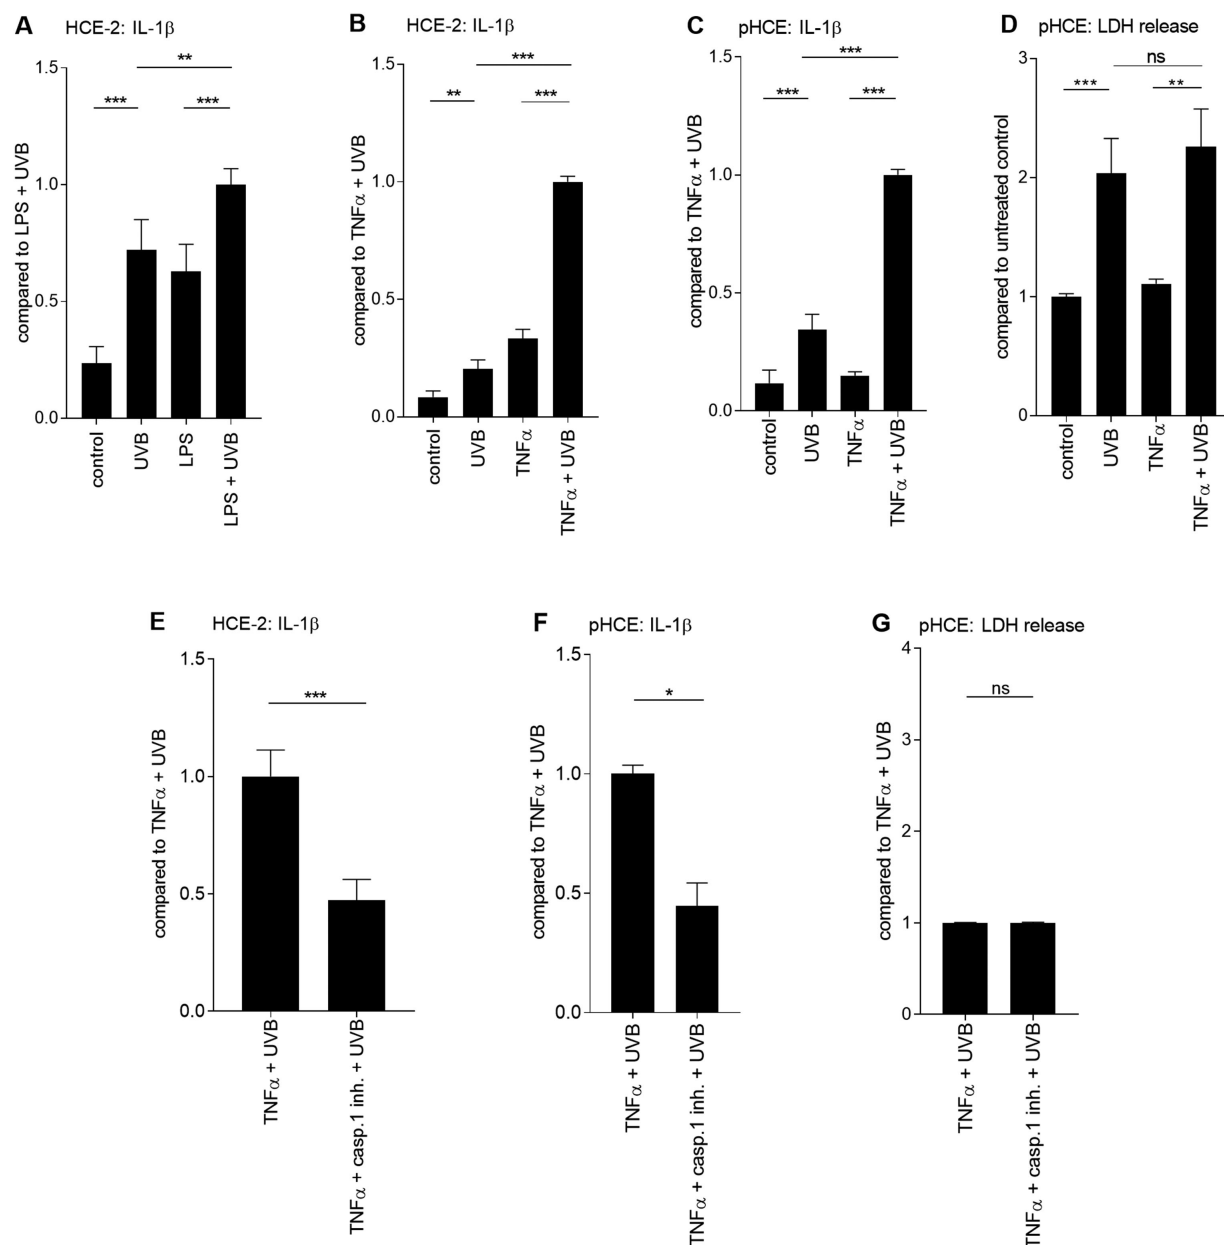 A HCE-2: IL-1β
compared to LPS + UVB
1.5
1.0
0.5
0.0
**
*** ***
control
UVB
LPS
LPS + UVB
B HCE-2: IL-1β
compared to TNFα + UVB
1.5
1.0
0.5
0.0
***
** ***
control
UVB
TNFα
TNFα + UVB
C pHCE: IL-1β
compared to TNFα + UVB
1.5
1.0
0.5
0.0
***
*** ***
control
UVB
TNFα
TNFα + UVB
D pHCE: LDH release
compared to untreated control
3
2
1
0
ns
*** **
control
UVB
TNFα
TNFα + UVB
E HCE-2: IL-1β
compared to TNFα + UVB
1.5
1.0
0.5
0.0
***
TNFα + UVB
TNFα + casp.1 inh. + UVB
F pHCE: IL-1β
compared to TNFα + UVB
1.5
1.0
0.5
0.0
*
TNFα + UVB
TNFα + casp.1 inh. + UVB
G pHCE: LDH release
compared to TNFα + UVB
4
3
2
1
0
ns
TNFα + UVB
TNFα + casp.1 inh. + UVB